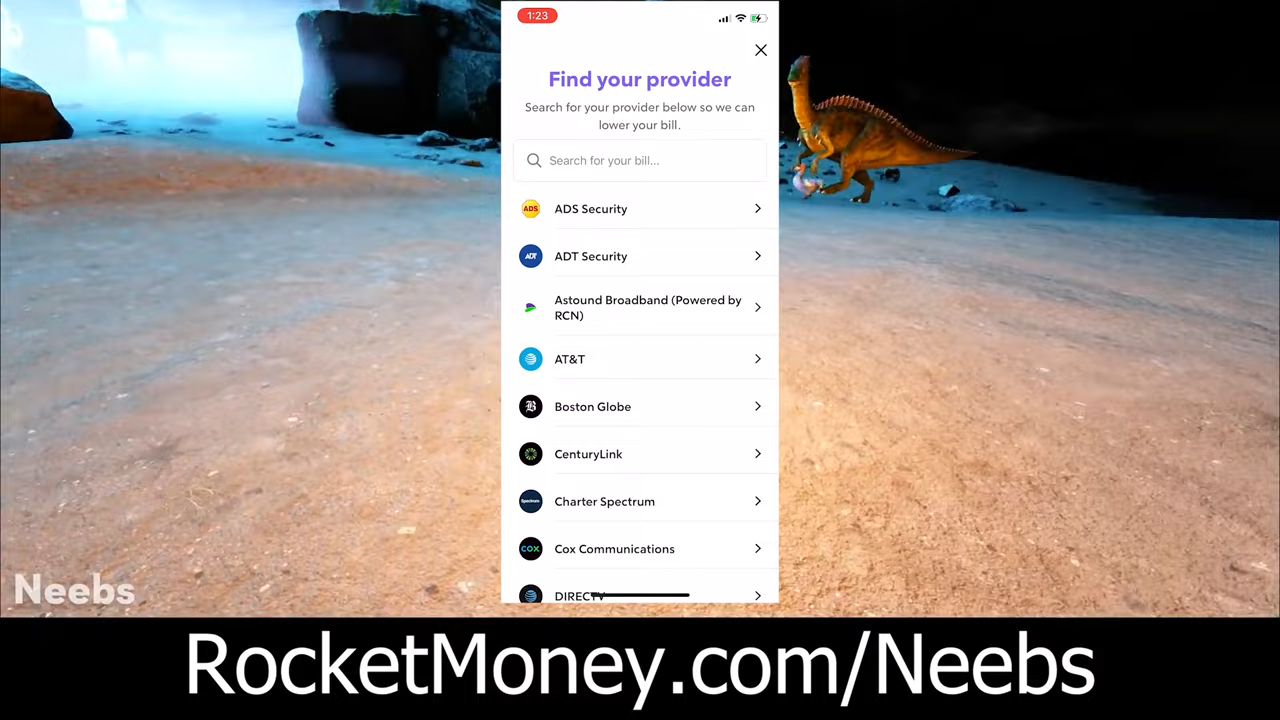 1:23
Find your provider
Search for your provider below so we can
lower your bill.
Search for your bill...
ADS
ADS Security
ADT
ADT Security
Astound Broadband (Powered by
RCN)
AT&T
B
Boston Globe
CenturyLink
Spectrum
Charter Spectrum
COX
Cox Communications
DIRECTV
Neebs
RocketMoney.com/Neebs